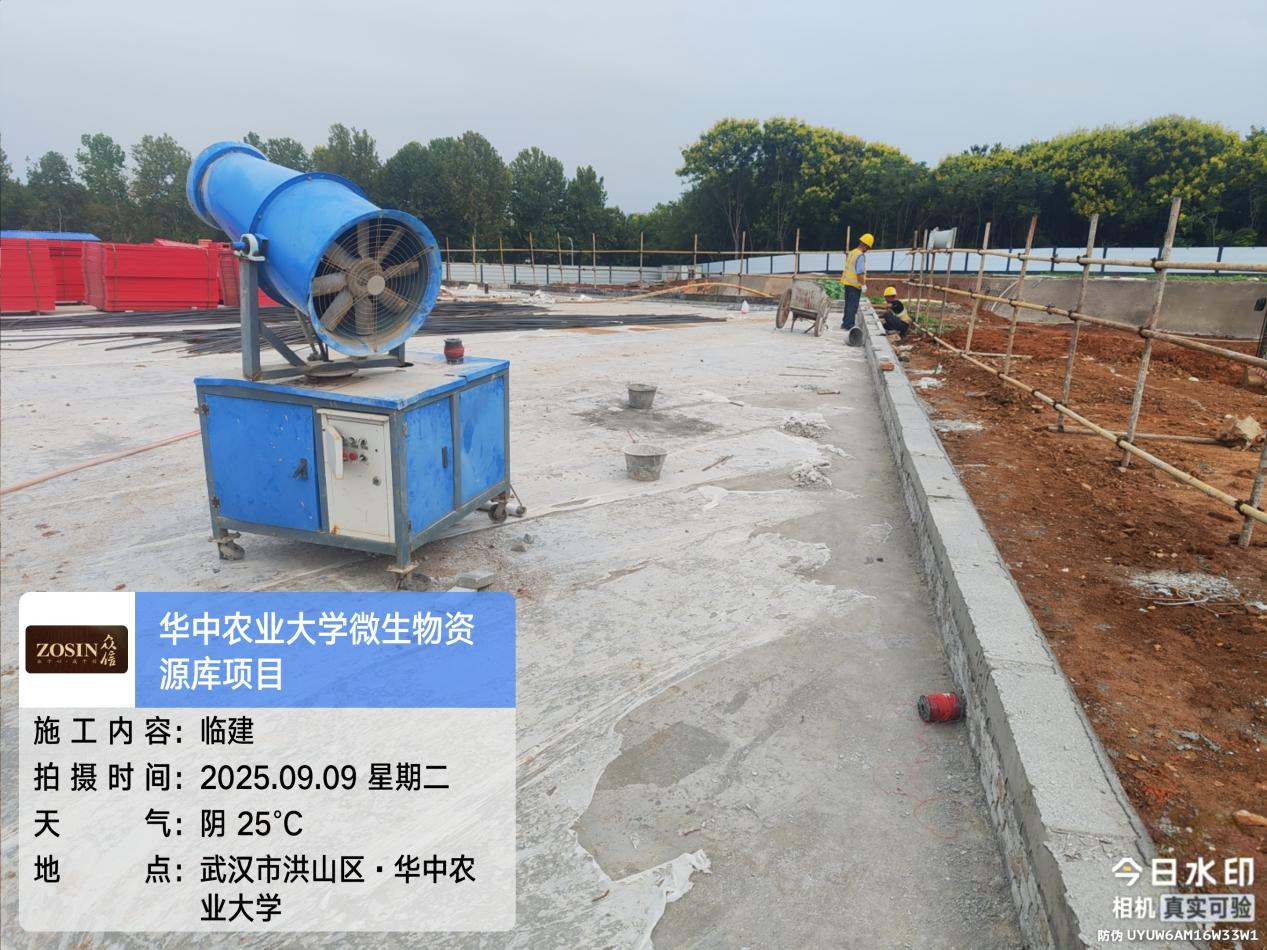 ZOSIN 众信
华中农业大学微生物资
源库项目
施工内容：临建
拍摄时间：2025.09.09 星期二
天气：阴 25℃
地点：武汉市洪山区·华中农
业大学
今日水印
相机 真实可验
防伪 UYUW6AM16W33W1